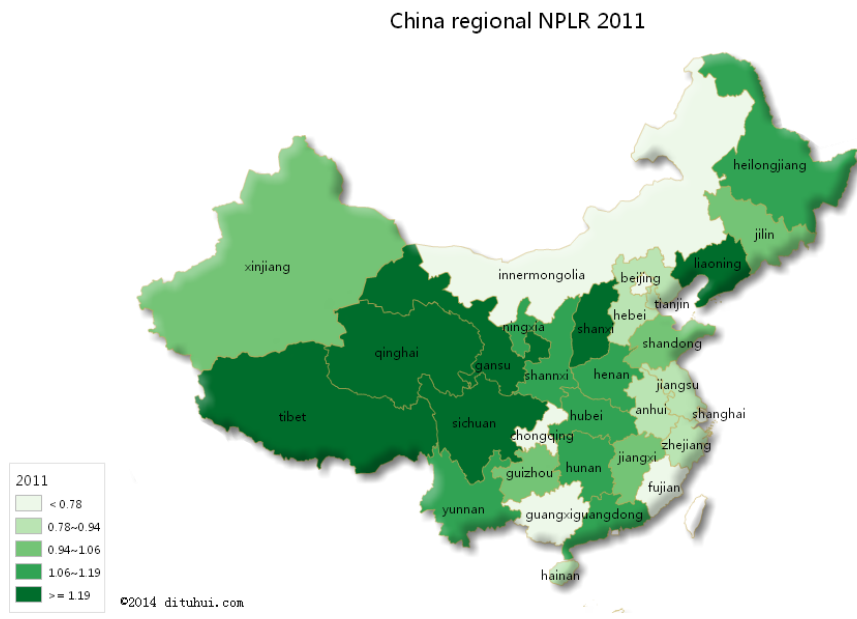 China regional NPLR 2011
heilongjiang
jilin
xinjiang
innermongolia
liaoning
beijing
tianjin
hebei
ningxia
shanxi
shandong
qinghai
gansu
shannxi
henan
jiangsu
anhui
shanghai
tibet
sichuan
hubei
chongqing
zhejiang
guizhou
hunan
jiangxi
fujian
yunnan
guangxi
guangdong
hainan
2011
< 0.78
0.78~0.94
0.94~1.06
1.06~1.19
>= 1.19
©2014 dituhui.com